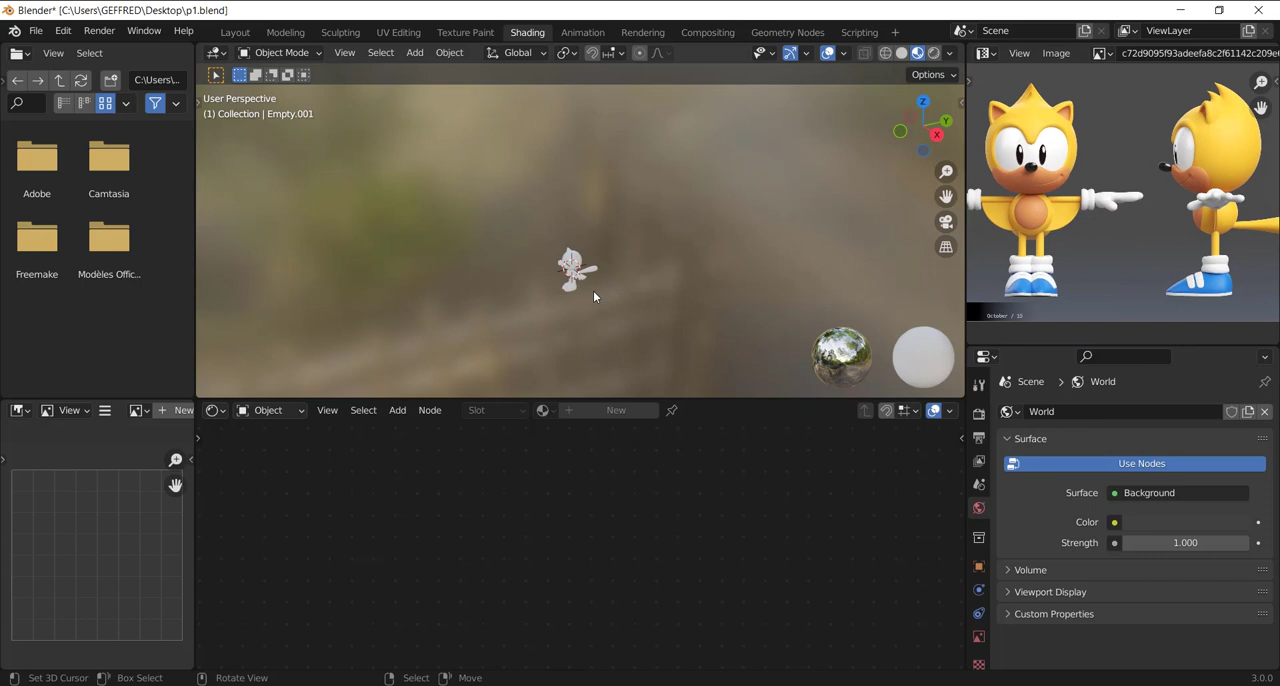 Blender* [C:\Users\GEFFRED\Desktop\p1.blend]
File Edit Render Window Help
Layout Modeling Sculpting UV Editing Texture Paint Shading Animation Rendering Compositing Geometry Nodes Scripting +
Scene ViewLayer
View Select
Object Mode View Select Add Object Global
View Image c72d9095f93adeefa8c2f61142c209e
C:\Users\...
Options
User Perspective
(1) Collection | Empty.001
Z
Y
X
Adobe Camtasia
Freemake Modèles Offic...
October / 15
Scene World
View New
Object View Select Add Node Slot New
World
Surface
Use Nodes
Surface Background
Color
Strength 1.000
Volume
Viewport Display
Custom Properties
Set 3D Cursor Box Select Rotate View Select Move 3.0.0